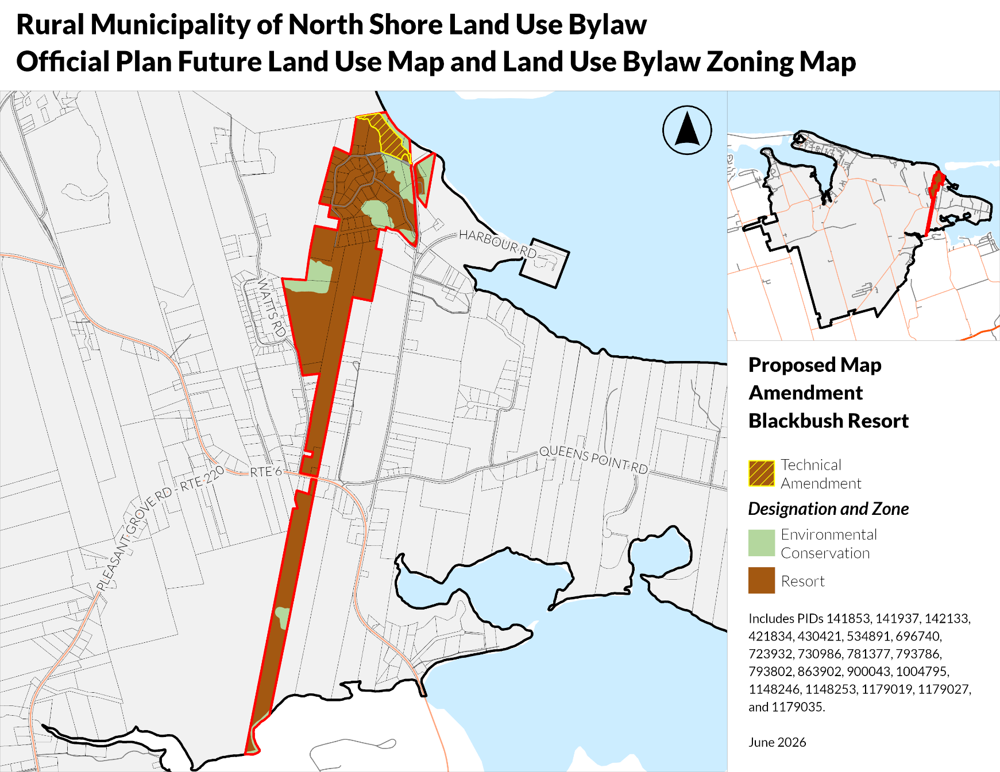 Rural Municipality of North Shore Land Use Bylaw
Official Plan Future Land Use Map and Land Use Bylaw Zoning Map
HARBOUR RD
WATTS RD
QUEENS POINT RD
RTE 6
PLEASANT GROVE RD - RTE 220
Proposed Map
Amendment
Blackbush Resort
Technical
Amendment
Designation and Zone
Environmental
Conservation
Resort
Includes PIDs 141853, 141937, 142133,
421834, 430421, 534891, 696740,
723932, 730986, 781377, 793786,
793802, 863902, 900043, 1004795,
1148246, 1148253, 1179019, 1179027,
and 1179035.
June 2026